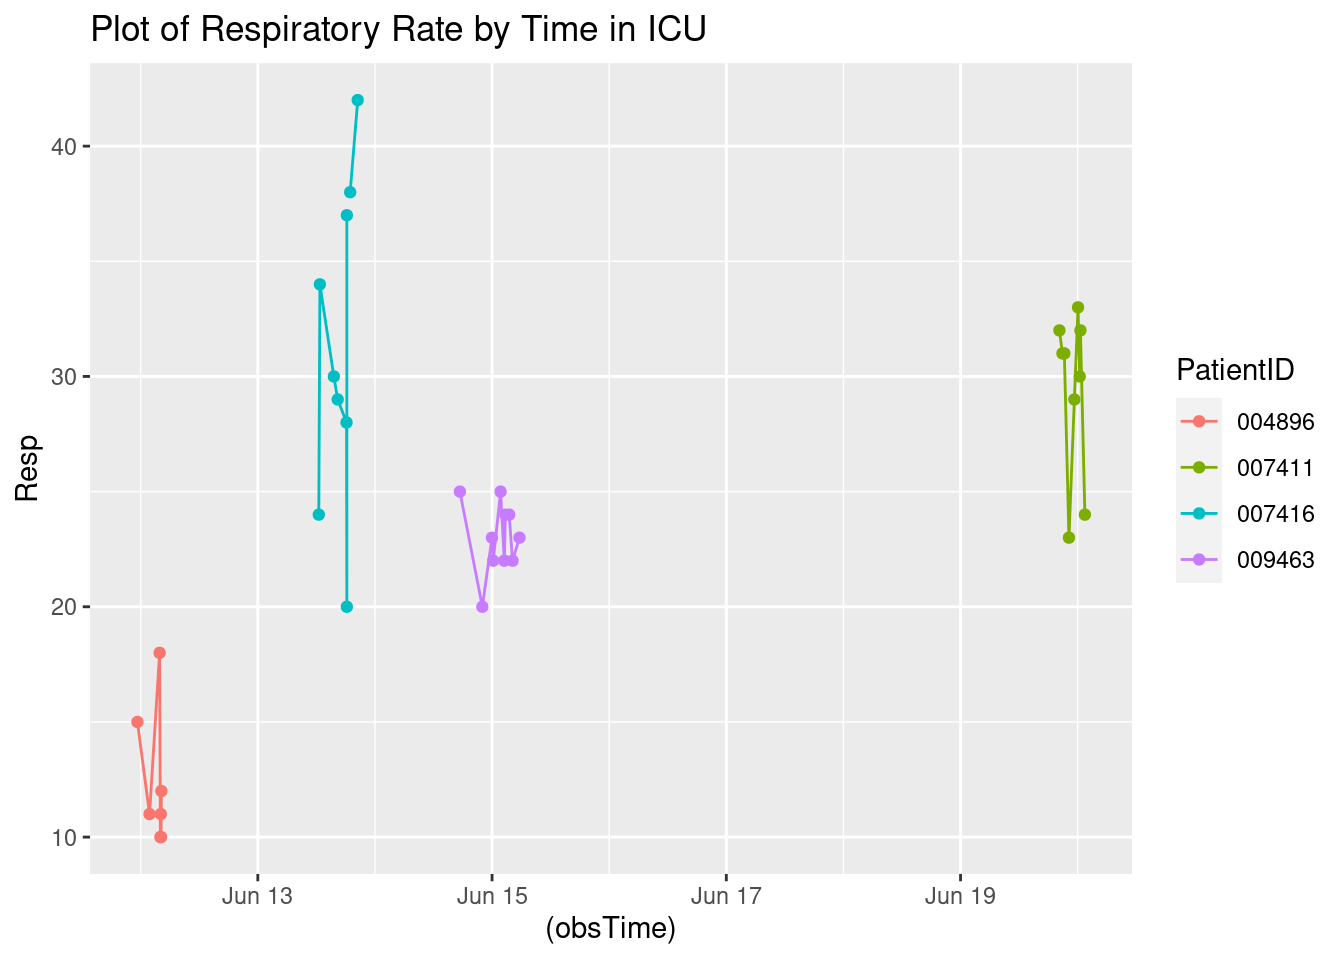 Plot of Respiratory Rate by Time in ICU
40
30
20
10
Resp
Jun 13
Jun 15
Jun 17
Jun 19
(obsTime)
PatientID
004896
007411
007416
009463